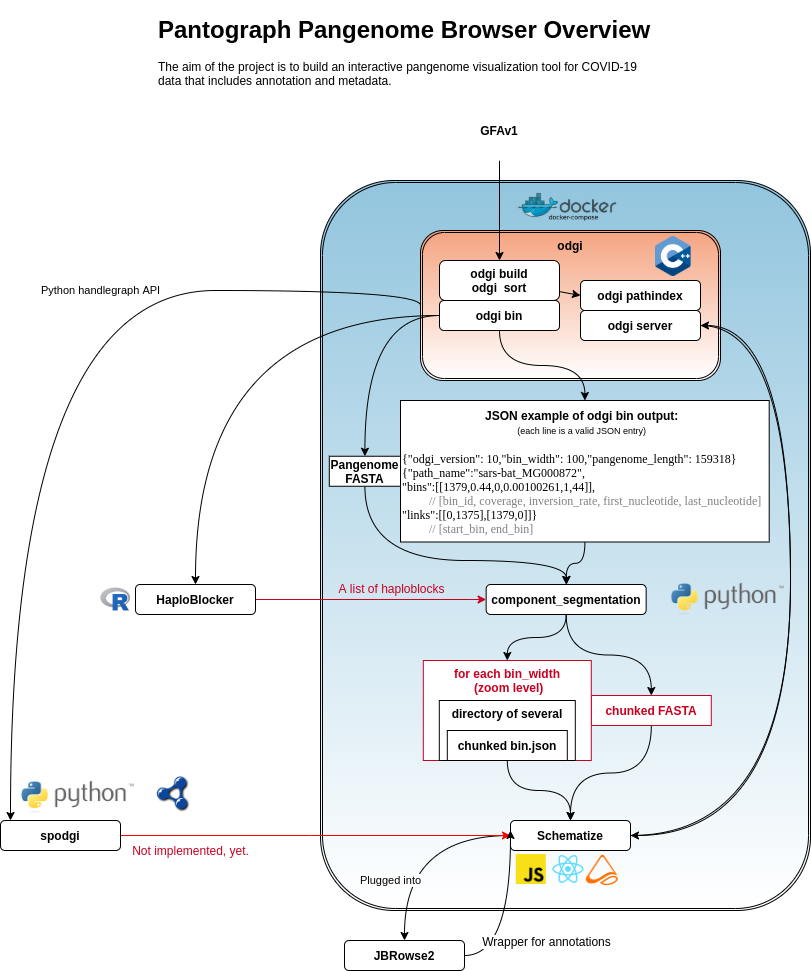 Pantograph Pangenome Browser Overview
The aim of the project is to build an interactive pangenome visualization tool for COVID-19
data that includes annotation and metadata.
GFAv1
docker
docker-compose
odgi
C++
odgi build
odgi  sort
odgi pathindex
odgi bin
odgi server
Python handlegraph API
JSON example of odgi bin output:
(each line is a valid JSON entry)
{"odgi_version": 10,"bin_width": 100,"pangenome_length": 159318}
{"path_name":"sars-bat_MG000872",
"bins":[[1379,0.44,0,0.00100261,1,44]],
// [bin_id, coverage, inversion_rate, first_nucleotide, last_nucleotide]
"links":[[0,1375],[1379,0]]}
// [start_bin, end_bin]
Pangenome
FASTA
R
HaploBlocker
A list of haploblocks
component_segmentation
python™
for each bin_width
(zoom level)
directory of several
chunked bin.json
chunked FASTA
python™
spodgi
Not implemented, yet.
Schematize
JS
Plugged into
JBRowse2
Wrapper for annotations